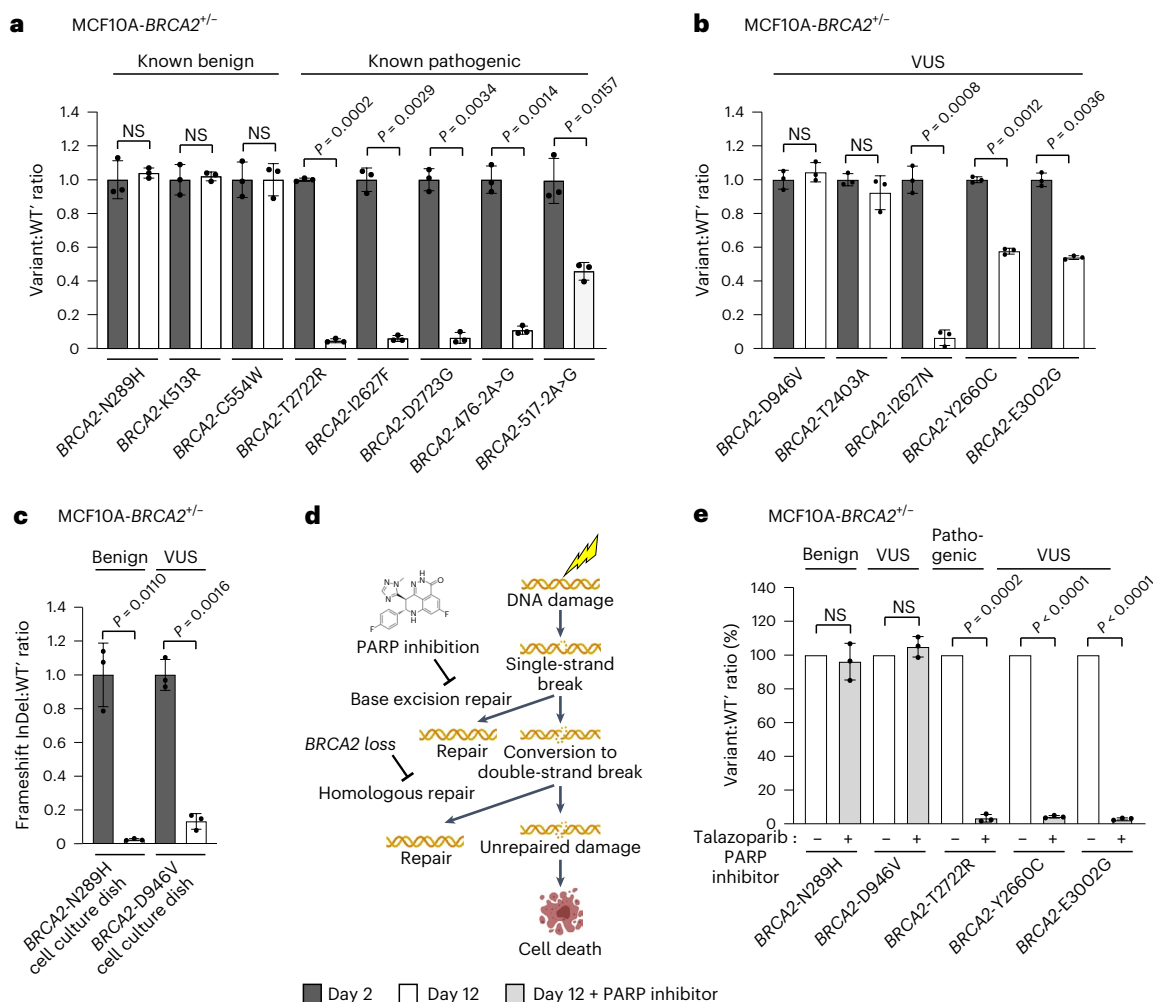 a MCF10A-BRCA2+/–
Known benign Known pathogenic
NS NS NS P = 0.0002 P = 0.0029 P = 0.0034 P = 0.0014 P = 0.0157
Variant:WT′ ratio
1.4
1.2
1.0
0.8
0.6
0.4
0.2
0
BRCA2-N289H
BRCA2-K513R
BRCA2-C554W
BRCA2-T2722R
BRCA2-I2627F
BRCA2-D2723G
BRCA2-476-2A>G
BRCA2-517-2A>G
b MCF10A-BRCA2+/–
VUS
NS NS P = 0.0008 P = 0.0012 P = 0.0036
Variant:WT′ ratio
1.4
1.2
1.0
0.8
0.6
0.4
0.2
0
BRCA2-D946V
BRCA2-T2403A
BRCA2-I2627N
BRCA2-Y2660C
BRCA2-E3002G
c MCF10A-BRCA2+/–
Benign VUS
P = 0.0110 P = 0.0016
Frameshift InDel:WT′ ratio
1.4
1.2
1.0
0.8
0.6
0.4
0.2
0
BRCA2-N289H
cell culture dish
BRCA2-D946V
cell culture dish
d
N
N
N
N
NH
O
F
N
H
F
DNA damage
PARP inhibition
Single-strand
break
Base excision repair
Repair
Conversion to
double-strand break
BRCA2 loss
Homologous repair
Repair
Unrepaired damage
Cell death
e MCF10A-BRCA2+/–
Benign VUS Patho-
genic VUS
NS NS P = 0.0002 P < 0.0001 P < 0.0001
Variant:WT′ ratio (%)
140
120
100
80
60
40
20
0
Talazoparib : – + – + – + – + – +
PARP
inhibitor
BRCA2-N289H
BRCA2-D946V
BRCA2-T2722R
BRCA2-Y2660C
BRCA2-E3002G
Day 2 Day 12 Day 12 + PARP inhibitor